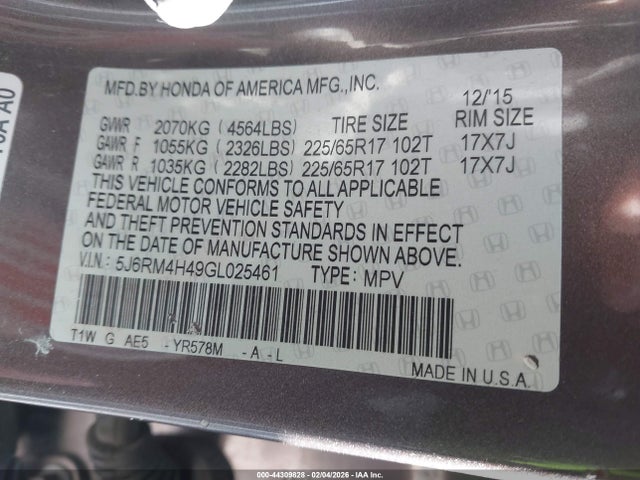 MFD.BY HONDA OF AMERICA MFG.,INC.
12/'15
GVWR 2070KG (4564LBS) TIRE SIZE RIM SIZE
GAWR F 1055KG (2326LBS) 225/65R17 102T 17X7J
GAWR R 1035KG (2282LBS) 225/65R17 102T 17X7J
THIS VEHICLE CONFORMS TO ALL APPLICABLE
FEDERAL MOTOR VEHICLE SAFETY
AND THEFT PREVENTION STANDARDS IN EFFECT
ON THE DATE OF MANUFACTURE SHOWN ABOVE.
V.I.N: 5J6RM4H49GL025461 TYPE: MPV
T1W G AE5 -YR578M -A-L
MADE IN U.S.A.
000-44309828 - 02/04/2026 - IAA Inc.